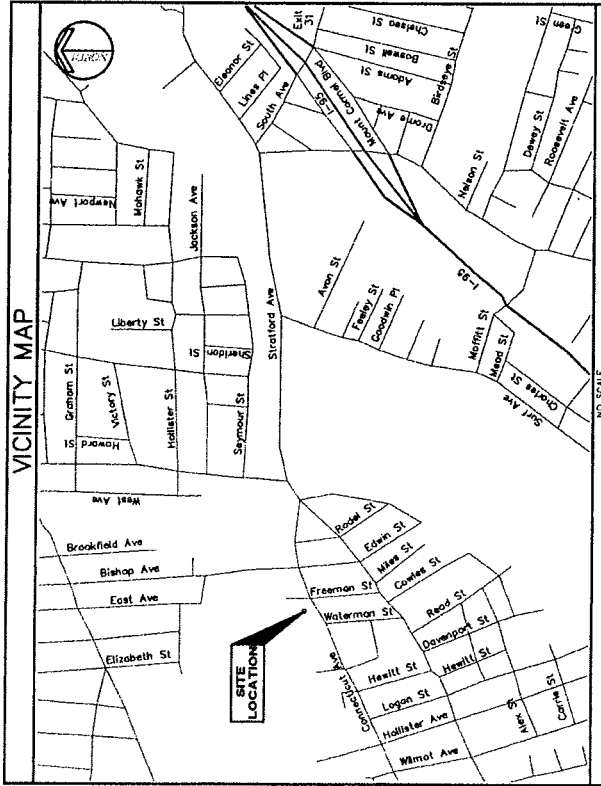 VICINITY MAP
NORTH
Exit
31
Chelsea St
Boswell St
Adams St
Birdseye St
Green St
Eleanor St
Lines Pl
South Ave
I-95
Mount Carmel Blvd
Drome Ave
Dewey St
Roosevelt Ave
Nelson St
Newport Ave
Mohawk St
Jackson Ave
Liberty St
Sheridan
St
Stratford Ave
Avon St
Feeley St
Goodwin Pl
I-95
Moffitt St
Mead St
Charles St
Surf Ave
Graham St
Victory St
Howard
St
Hollister St
Seymour St
West Ave
Brookfield Ave
Bishop Ave
East Ave
Elizabeth St
SITE
LOCATION
Rodel St
Edwin St
Miles St
Cowles St
Freeman St
Waterman St
Connecticut Ave
Read St
Davenport St
Hewitt St
Hewitt St
Logan St
Hollister Ave
Wilmot Ave
Alex St
Carrie St
NO SCALE